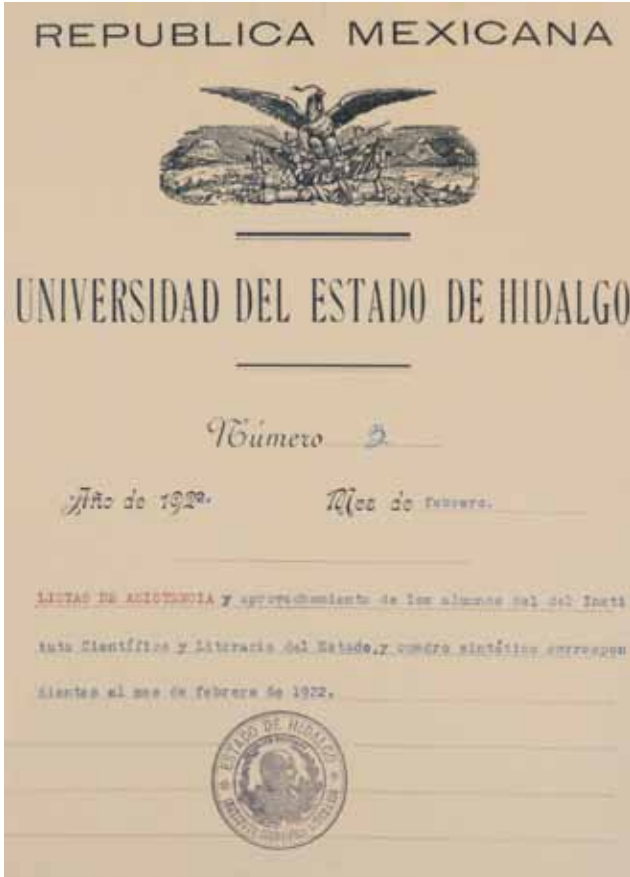 REPUBLICA MEXICANA
UNIVERSIDAD DEL ESTADO DE HIDALGO
Número 3
Año de 1922.
Mes de febrero.
LISTAS DE ASISTENCIA y aprovechamiento de los alumnos del del Insti
tuto Científico y Literario del Estado,y cuadro sintético correspon
dientes al mes de febrero de 1922.
ESTADO DE HIDALGO